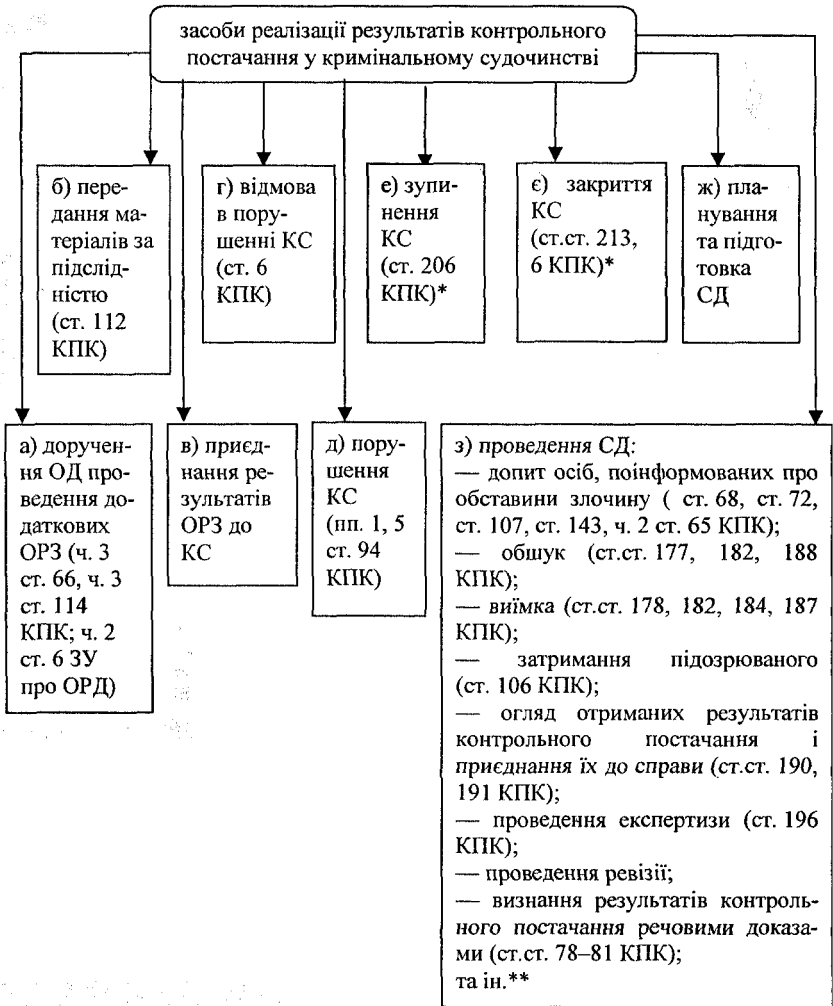 засоби реалізації результатів контрольного
постачання у кримінальному судочинстві
б) пере-
дання ма-
теріалів за
підслід-
ністю
(ст. 112
КПК)
г) відмова
в пору-
шенні КС
(ст. 6
КПК)
е) зупи-
нення
КС
(ст. 206
КПК)*
є) закриття
КС
(ст.ст. 213,
6 КПК)*
ж) пла-
нування
та підго-
товка
СД
а) доручен-
ня ОД про-
ведення до-
даткових
ОРЗ (ч. 3
ст. 66, ч. 3
ст. 114
КПК; ч. 2
ст. 6 ЗУ
про ОРД)
в) приєд-
нання ре-
зультатів
ОРЗ до
КС
д) пору-
шення
КС
(пп. 1, 5
ст. 94
КПК)
з) проведення СД:
— допит осіб, поінформованих про
обставини злочину ( ст. 68, ст. 72,
ст. 107, ст. 143, ч. 2 ст. 65 КПК);
— обшук (ст.ст. 177, 182, 188
КПК);
— виїмка (ст.ст. 178, 182, 184, 187
КПК);
— затримання підозрюваного
(ст. 106 КПК);
— огляд отриманих результатів
контрольного постачання і
приєднання їх до справи (ст.ст. 190,
191 КПК);
— проведення експертизи (ст. 196
КПК);
— проведення ревізії;
— визнання результатів контроль-
ного постачання речовими доказа-
ми (ст.ст. 78–81 КПК);
та ін.**